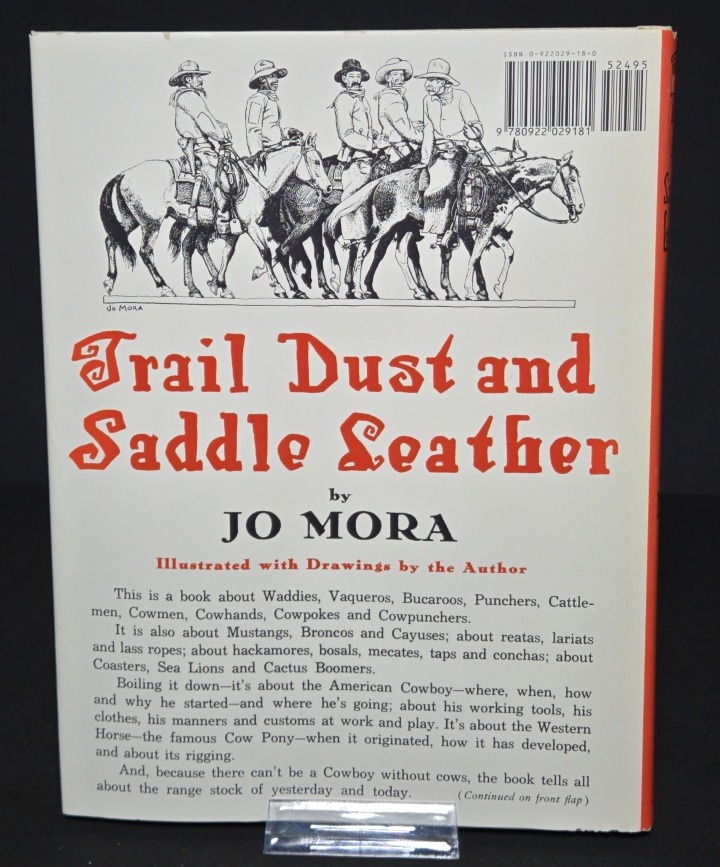 ISBN 0-922029-18-0
52495
9 780922 029181
Jo Mora
Trail Dust and
Saddle Leather
by
JO MORA
Illustrated with Drawings by the Author
This is a book about Waddies, Vaqueros, Bucaroos, Punchers, Cattle-
men, Cowmen, Cowhands, Cowpokes and Cowpunchers.
It is also about Mustangs, Broncos and Cayuses; about reatas, lariats
and lass ropes; about hackamores, bosals, mecates, taps and conchas; about
Coasters, Sea Lions and Cactus Boomers.
Boiling it down—it's about the American Cowboy—where, when, how
and why he started—and where he's going; about his working tools, his
clothes, his manners and customs at work and play. It's about the Western
Horse—the famous Cow Pony—when it originated, how it has developed,
and about its rigging.
And, because there can't be a Cowboy without cows, the book tells all
about the range stock of yesterday and today. (Continued on front flap)